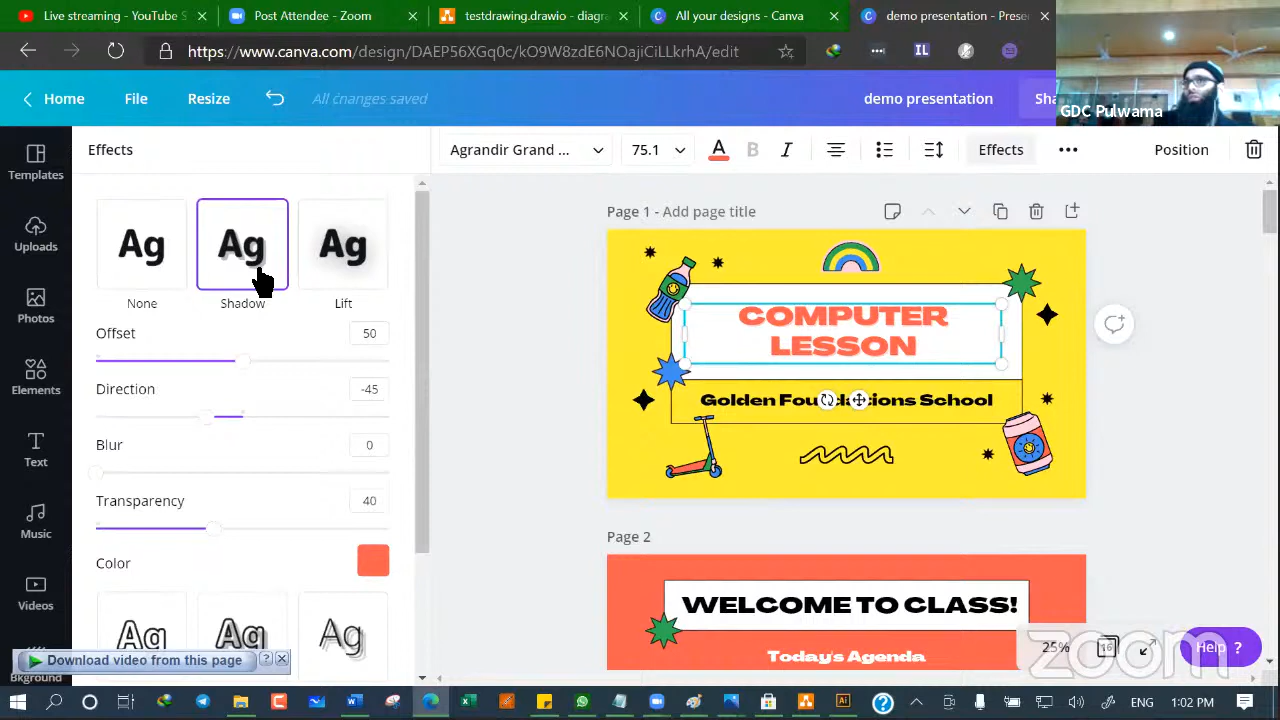 Live streaming - YouTube S
Post Attendee - Zoom
testdrawing.drawio - diagra
All your designs - Canva
demo presentation - Prese
https://www.canva.com/design/DAEP56XGq0c/kO9W8zdE6NOajiCiLLkrhA/edit
IL
GDC Pulwama
Home
File
Resize
All changes saved
demo presentation
Sha
Effects
Agrandir Grand ...
75.1
A
B
I
Effects
Position
Templates
Uploads
Photos
Elements
Text
Music
Videos
Bkground
Ag
Ag
Ag
None
Shadow
Lift
Offset
50
Direction
-45
Blur
0
Transparency
40
Color
Ag
Ag
Ag
Page 1 - Add page title
COMPUTER
LESSON
Golden Foundations School
Page 2
WELCOME TO CLASS!
Today's Agenda
25%
16
Help ?
zoom
Download video from this page
?
ENG
1:02 PM